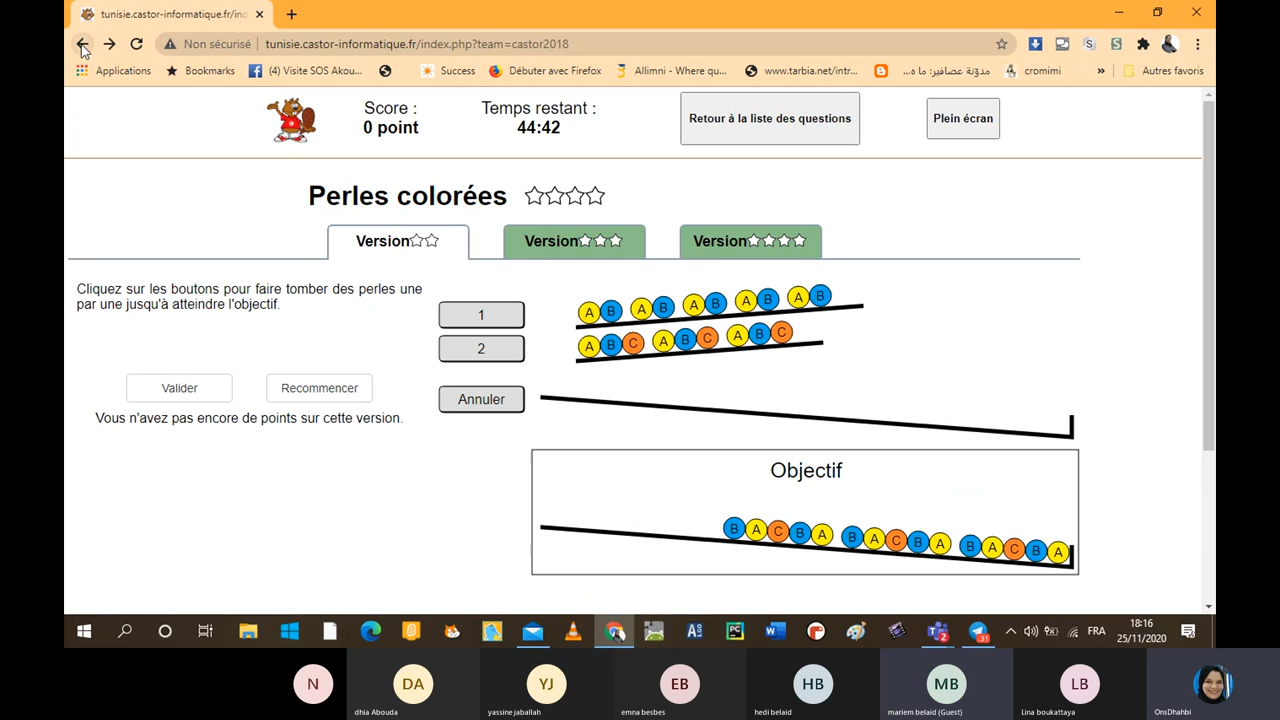 tunisie.castor-informatique.fr/ind
Non sécurisé
tunisie.castor-informatique.fr/index.php?team=castor2018
Applications
Bookmarks
(4) Visite SOS Akou...
Success
Débuter avec Firefox
Allimni - Where qu...
www.tarbia.net/intr...
مدوّنة عصافير: ما ه...
cromimi
»
Autres favoris
Score :
0 point
Temps restant :
44:42
Retour à la liste des questions
Plein écran
Perles colorées
Version
Version
Version
Cliquez sur les boutons pour faire tomber des perles une
par une jusqu'à atteindre l'objectif.
Valider
Recommencer
Vous n'avez pas encore de points sur cette version.
1
2
Annuler
A B A B A B A B A B
A B C A B C A B C
Objectif
B A C B A B A C B A B A C B A
FRA
18:16
25/11/2020
N
DA
YJ
EB
HB
MB
LB
dhia Abouda
yassine jaballah
emna besbes
hedi belaid
mariem belaid (Guest)
Lina boukattaya
OnsDhahbi